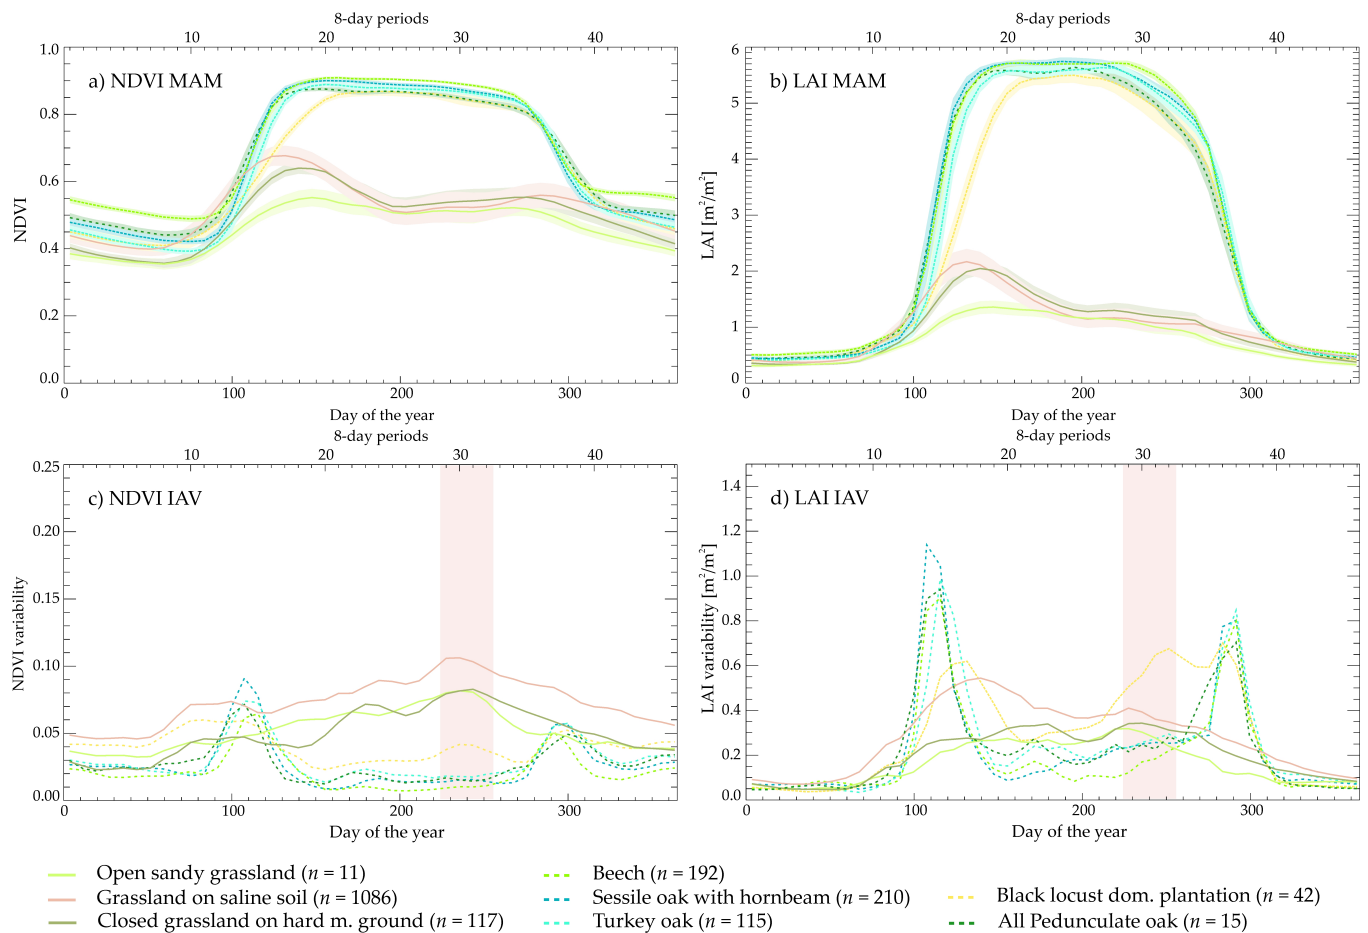 8-day periods
10 20 30 40
1.0
0.8
0.6
0.4
0.2
0.0
NDVI
a) NDVI MAM
100 200 300
Day of the year
8-day periods
10 20 30 40
6
5
4
3
2
1
0
LAI [m²/m²]
b) LAI MAM
0 100 200 300
Day of the year
8-day periods
10 20 30 40
0.25
0.20
0.15
0.10
0.05
0.00
NDVI variability
c) NDVI IAV
0 100 200 300
Day of the year
8-day periods
10 20 30 40
1.4
1.2
1.0
0.8
0.6
0.4
0.2
0.0
LAI variability [m²/m²]
d) LAI IAV
0 100 200 300
Day of the year
Open sandy grassland (n = 11)
Grassland on saline soil (n = 1086)
Closed grassland on hard m. ground (n = 117)
Beech (n = 192)
Sessile oak with hornbeam (n = 210)
Turkey oak (n = 115)
Black locust dom. plantation (n = 42)
All Pedunculate oak (n = 15)